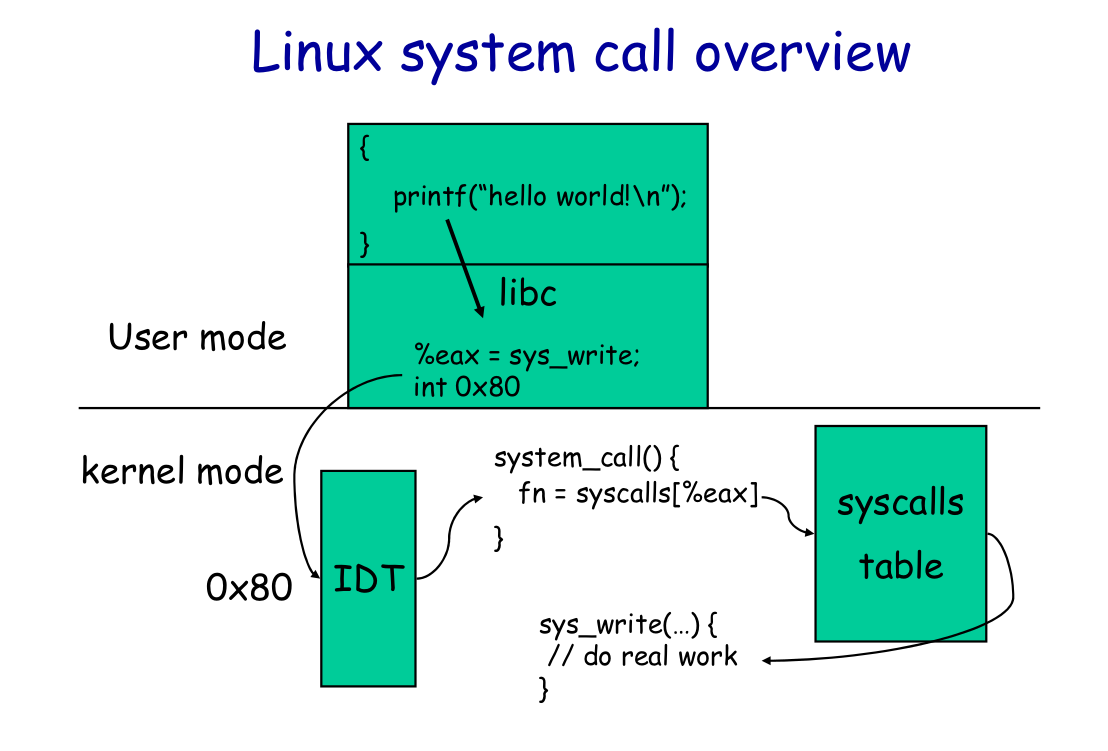 Linux system call overview
{
printf(“hello world!\n”);
}
libc
User mode
%eax = sys_write;
int 0x80
kernel mode
system_call() {
fn = syscalls[%eax]
}
syscalls
table
0x80
IDT
sys_write(…) {
// do real work
}